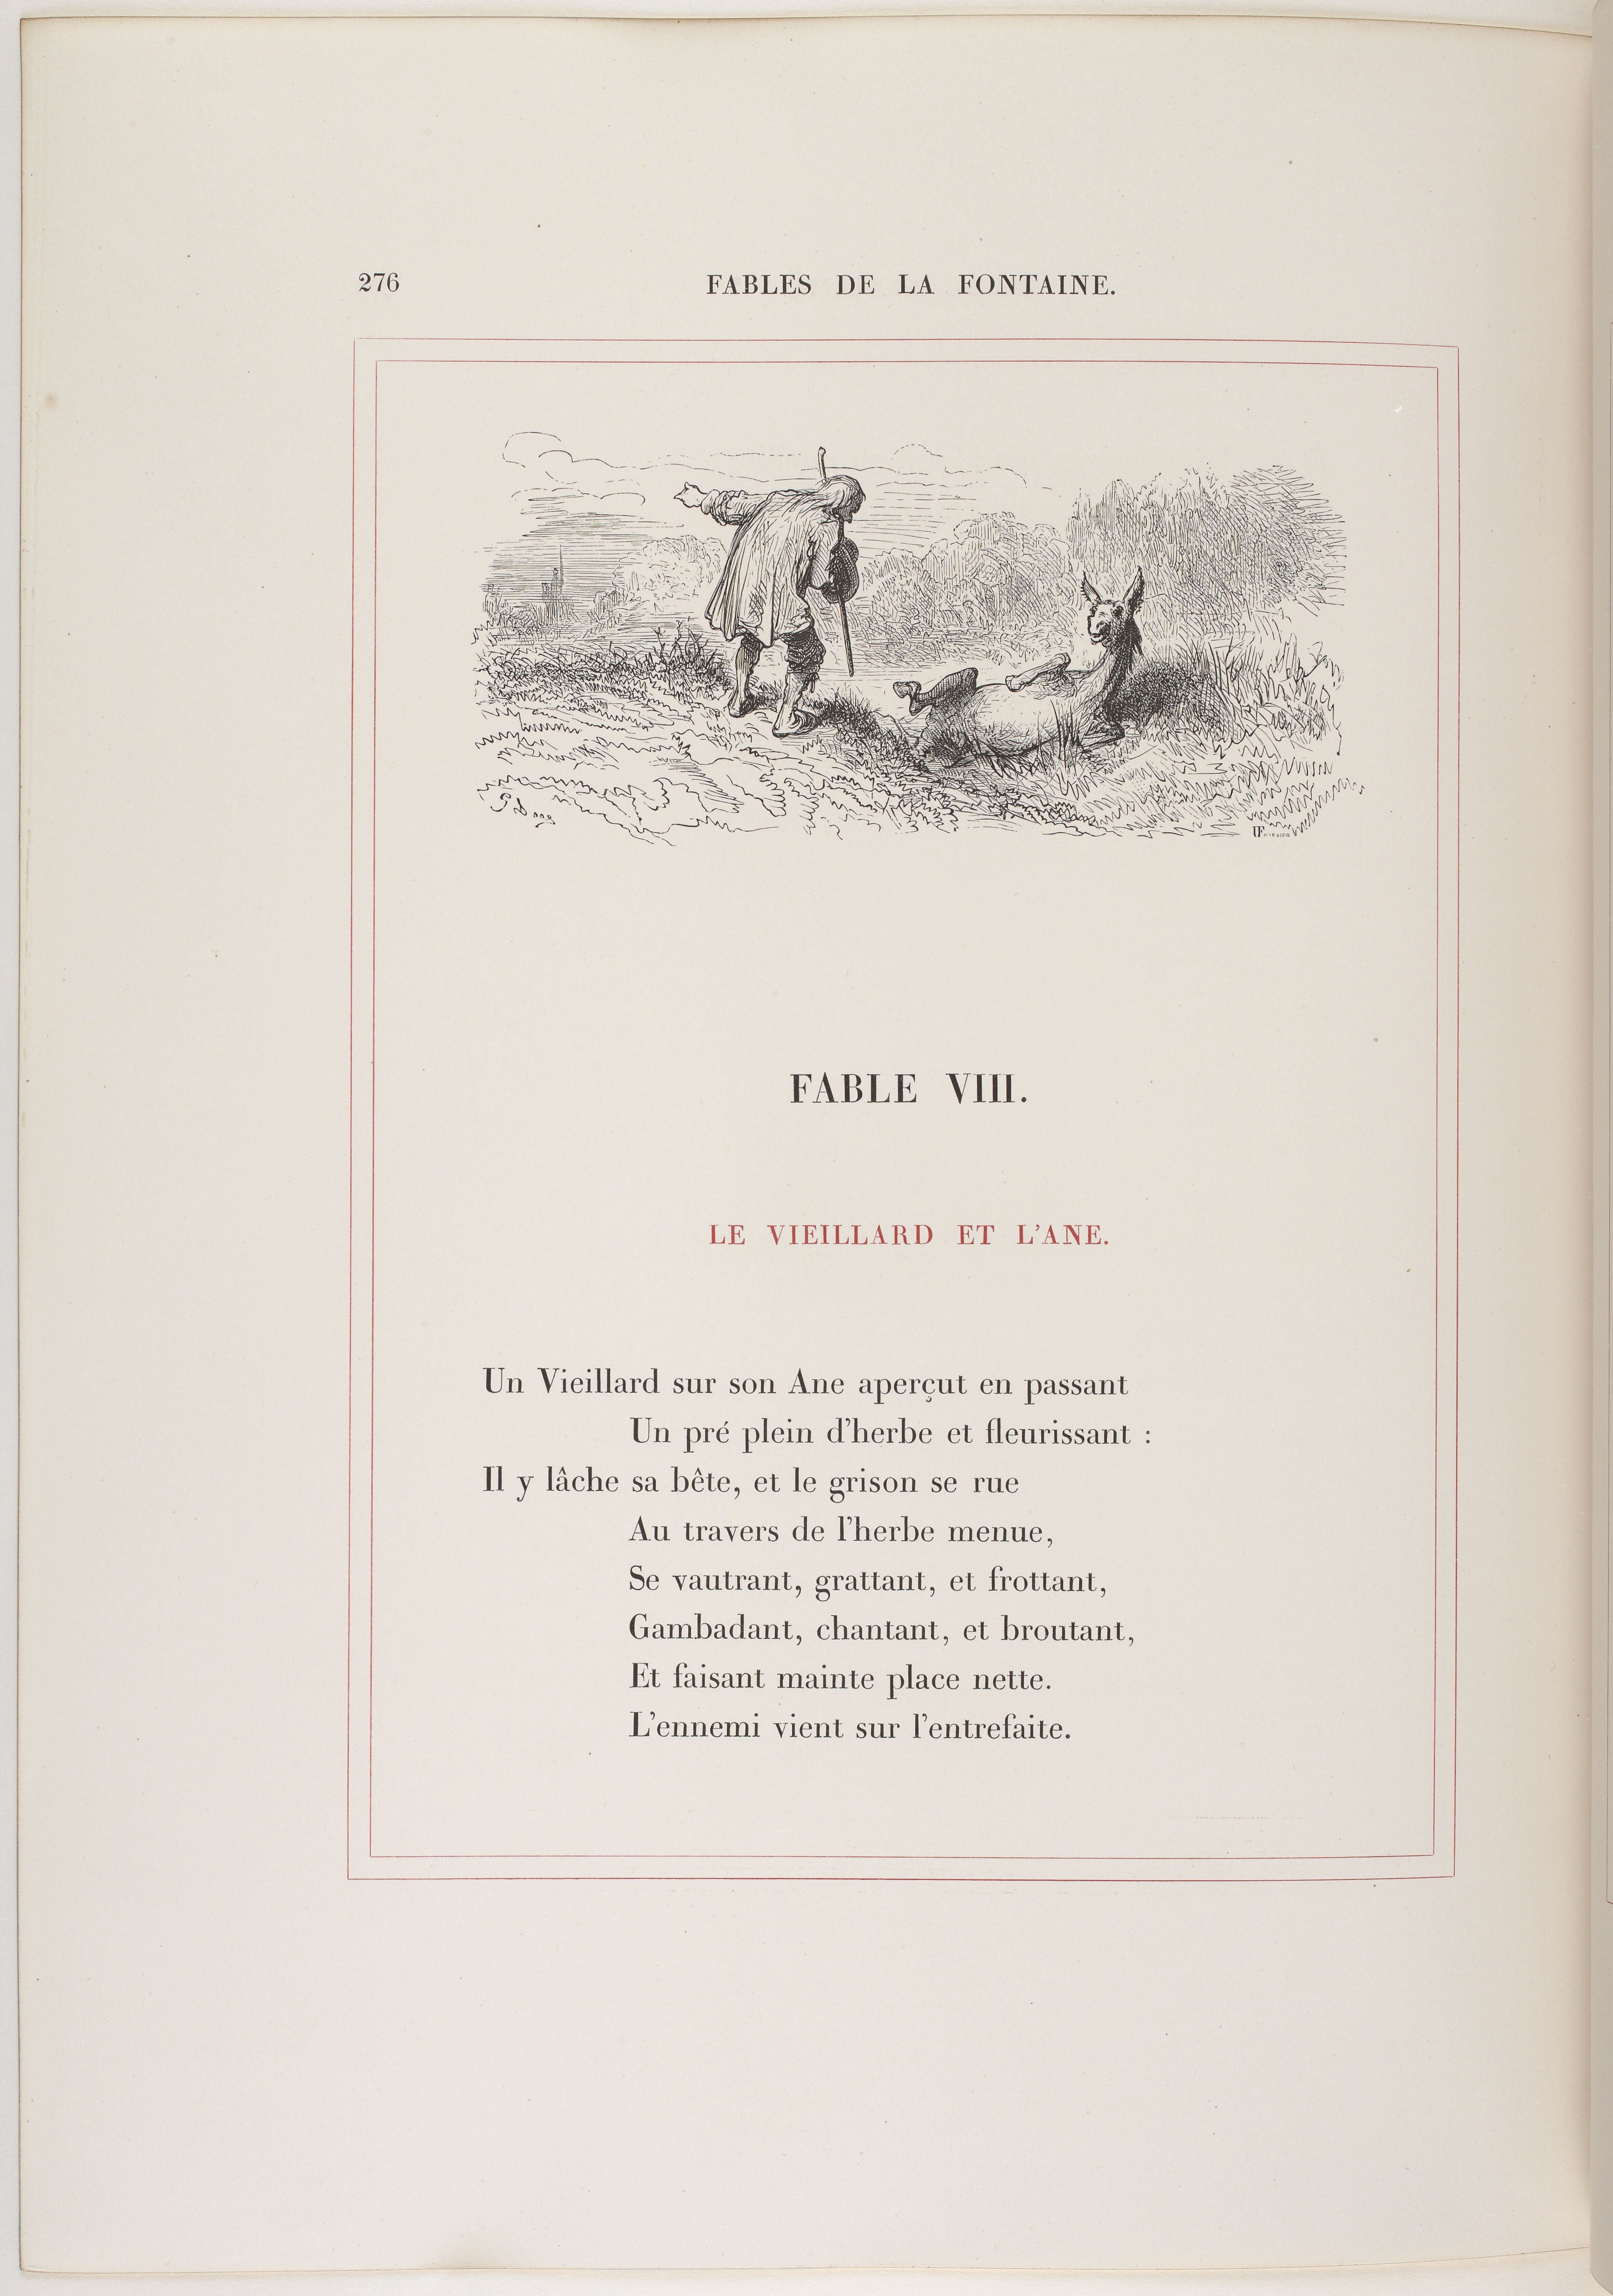 276
FABLES DE LA FONTAINE.
G Doré
FABLE VIII.
LE VIEILLARD ET L'ANE.
Un Vieillard sur son Ane aperçut en passant
Un pré plein d'herbe et fleurissant :
Il y lâche sa bête, et le grison se rue
Au travers de l'herbe menue,
Se vautrant, grattant, et frottant,
Gambadant, chantant, et broutant,
Et faisant mainte place nette.
L'ennemi vient sur l'entrefaite.